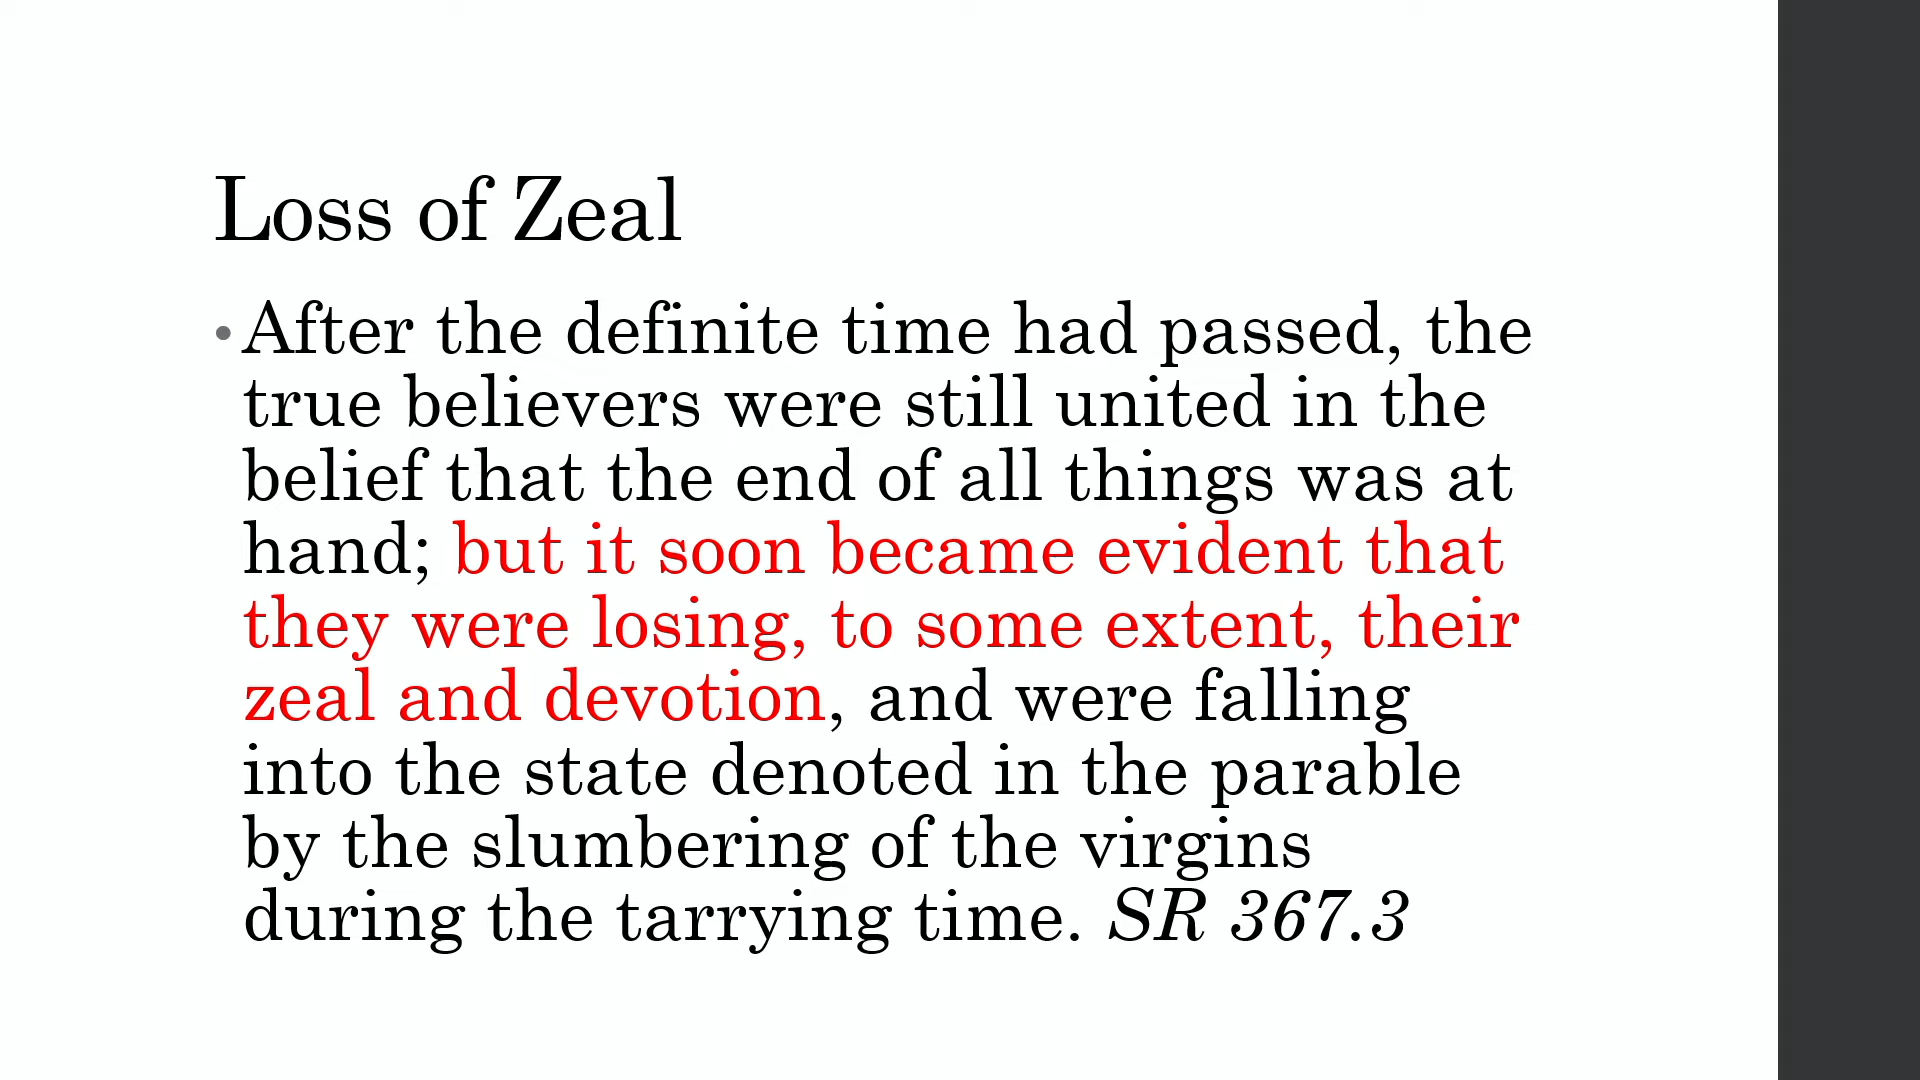 Loss of Zeal
•After the definite time had passed, the
true believers were still united in the
belief that the end of all things was at
hand; but it soon became evident that
they were losing, to some extent, their
zeal and devotion, and were falling
into the state denoted in the parable
by the slumbering of the virgins
during the tarrying time. SR 367.3